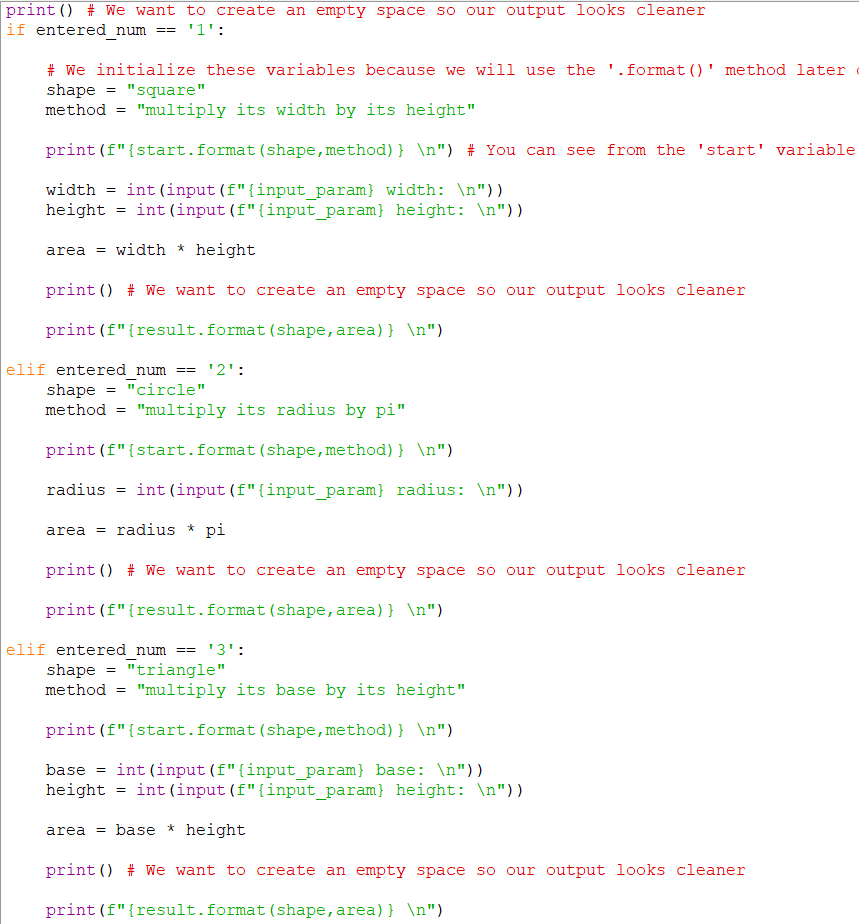 print() # We want to create an empty space so our output looks cleaner
if entered_num == '1':
    # We initialize these variables because we will use the '.format()' method later
    shape = "square"
    method = "multiply its width by its height"
    print(f"{start.format(shape,method)} \n") # You can see from the 'start' variable
    width = int(input(f"{input_param} width: \n"))
    height = int(input(f"{input_param} height: \n"))
    area = width * height
    print() # We want to create an empty space so our output looks cleaner
    print(f"{result.format(shape,area)} \n")
elif entered_num == '2':
    shape = "circle"
    method = "multiply its radius by pi"
    print(f"{start.format(shape,method)} \n")
    radius = int(input(f"{input_param} radius: \n"))
    area = radius * pi
    print() # We want to create an empty space so our output looks cleaner
    print(f"{result.format(shape,area)} \n")
elif entered_num == '3':
    shape = "triangle"
    method = "multiply its base by its height"
    print(f"{start.format(shape,method)} \n")
    base = int(input(f"{input_param} base: \n"))
    height = int(input(f"{input_param} height: \n"))
    area = base * height
    print() # We want to create an empty space so our output looks cleaner
    print(f"{result.format(shape,area)} \n")